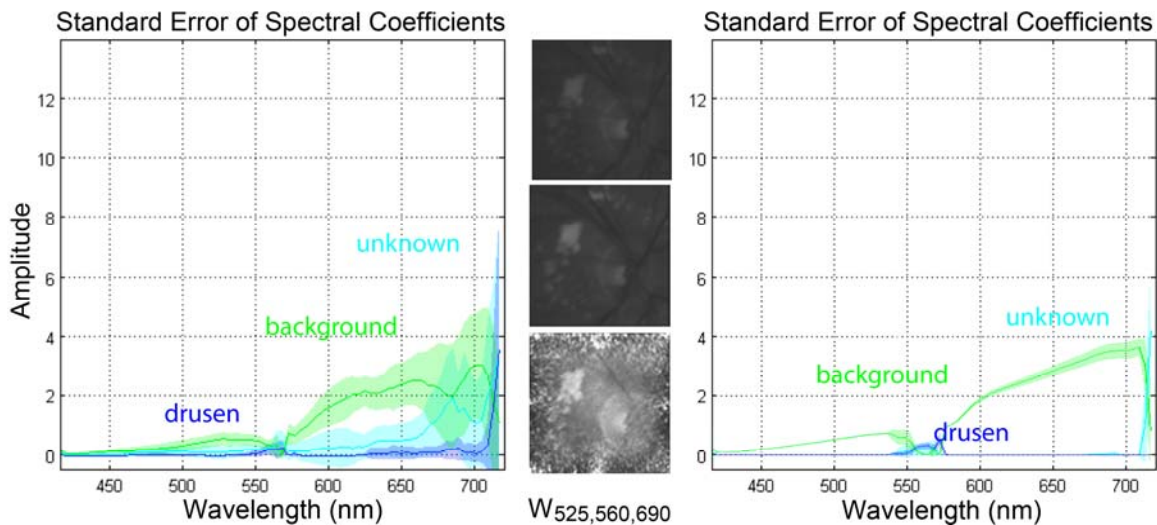 Standard Error of Spectral Coefficients
Amplitude
12
10
8
6
4
2
0
unknown
background
drusen
450 500 550 600 650 700
Wavelength (nm)
W525,560,690
Standard Error of Spectral Coefficients
12
10
8
6
4
2
0
unknown
background
drusen
450 500 550 600 650 700
Wavelength (nm)